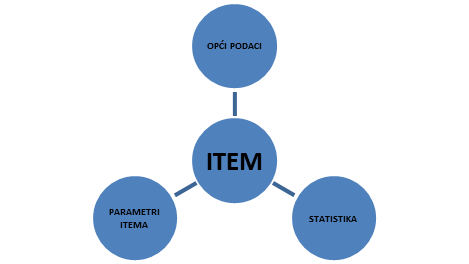 OPĆI PODACI
ITEM
PARAMETRI
ITEMA
STATISTIKA